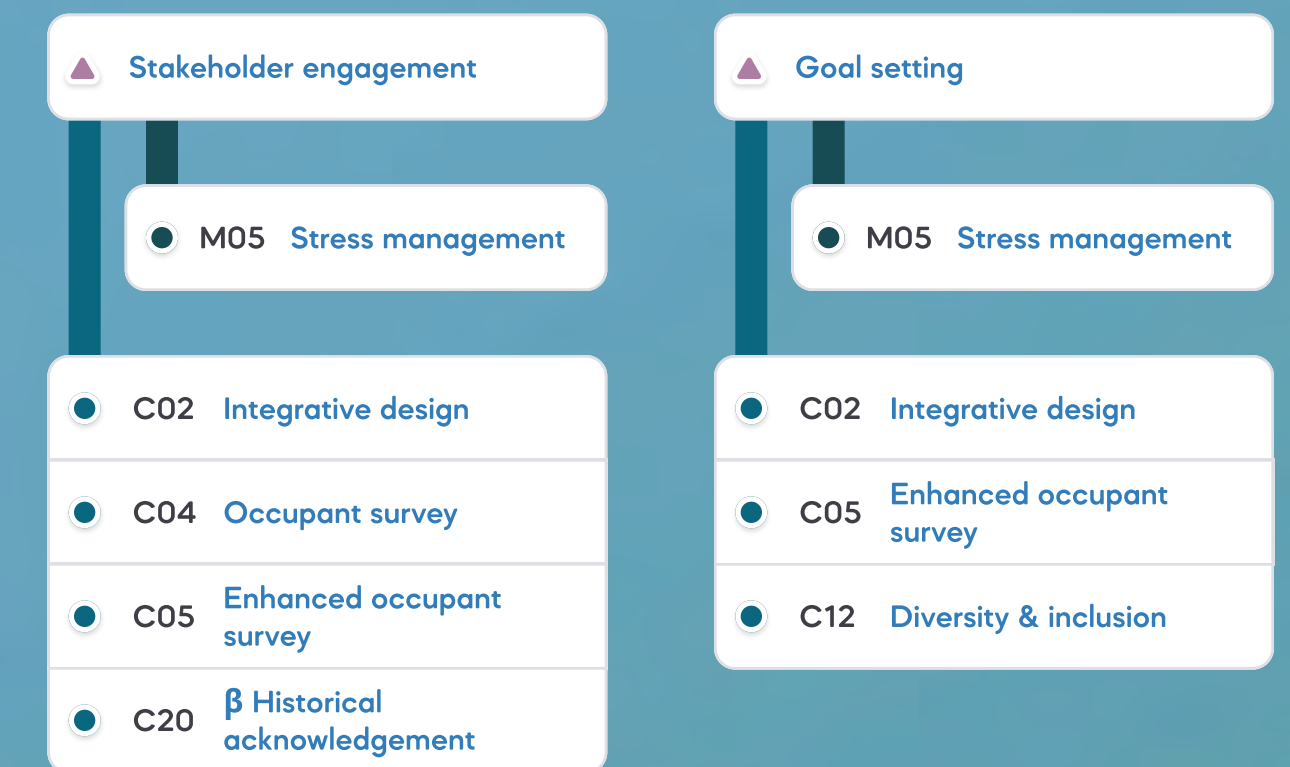 Stakeholder engagement
M05 Stress management
C02 Integrative design
C04 Occupant survey
C05 Enhanced occupant
survey
C20 β Historical
acknowledgement
Goal setting
M05 Stress management
C02 Integrative design
C05 Enhanced occupant
survey
C12 Diversity & inclusion